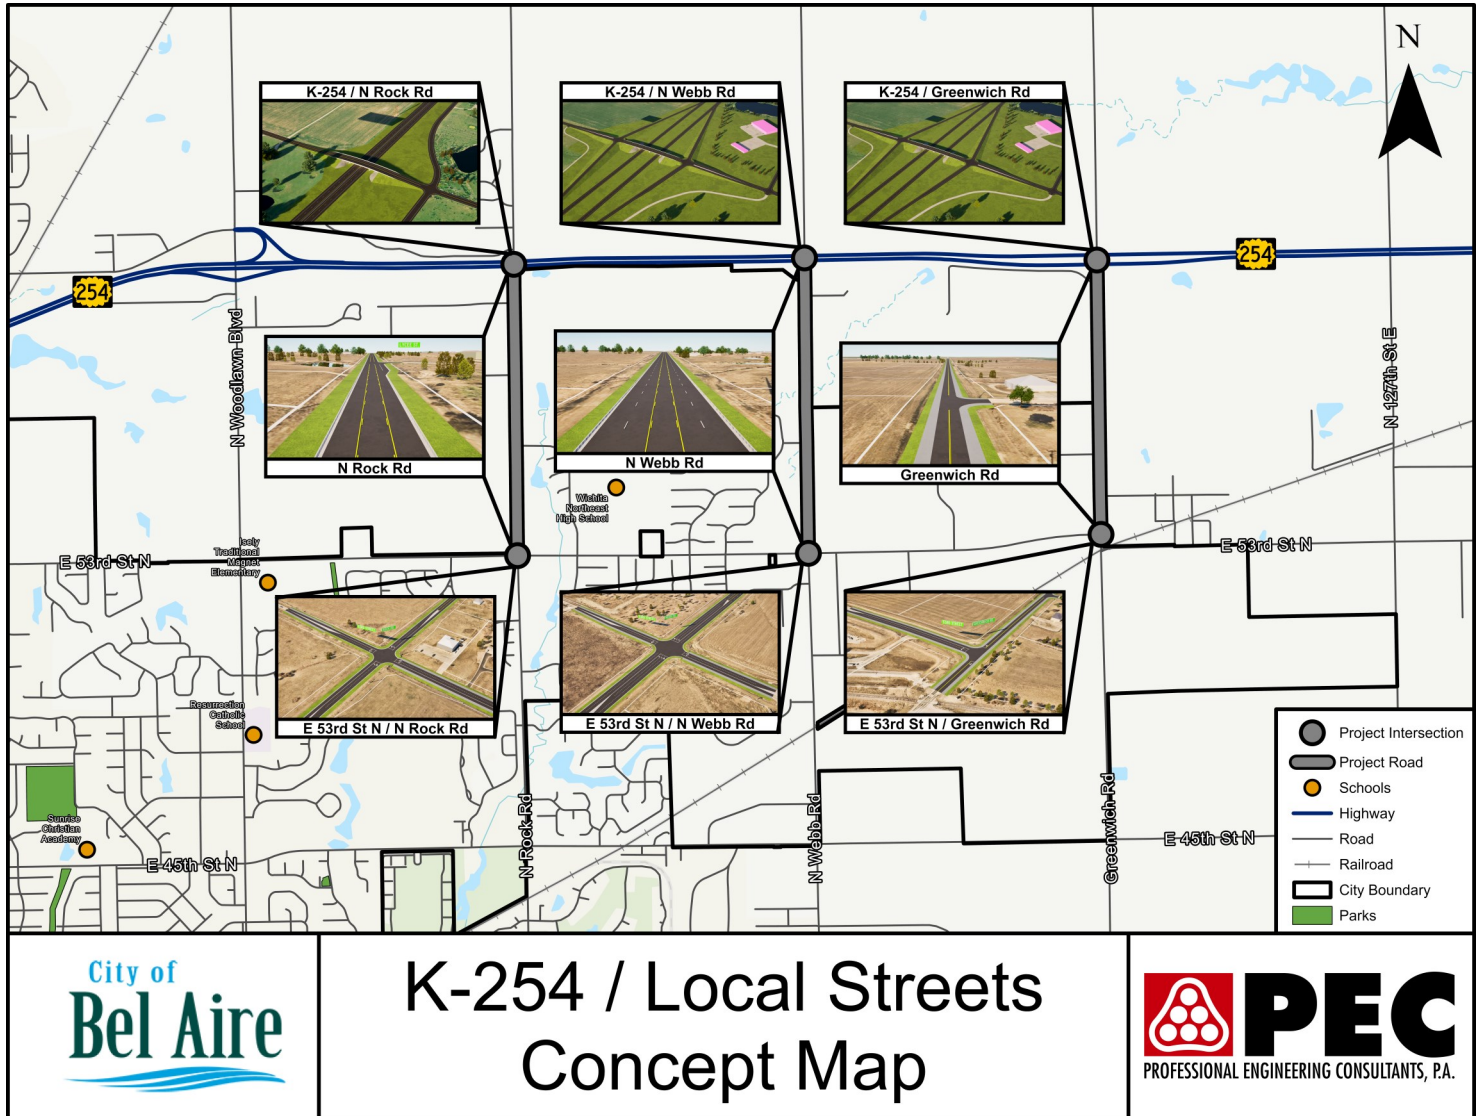 N
K-254 / N Rock Rd
K-254 / N Webb Rd
K-254 / Greenwich Rd
254
254
N Woodlawn Blvd
N 127th St E
N Rock Rd
N Webb Rd
Greenwich Rd
Wichita
Northeast
High School
Isely
Traditional
Magnet
Elementary
E 53rd St N
E 53rd St N
E 53rd St N / N Rock Rd
E 53rd St N / N Webb Rd
E 53rd St N / Greenwich Rd
Resurrection
Catholic
School
Sunrise
Christian
Academy
E 45th St N
E 45th St N
N Rock Rd
N Webb Rd
Greenwich Rd
Project Intersection
Project Road
Schools
Highway
Road
Railroad
City Boundary
Parks
City of
Bel Aire
K-254 / Local Streets
Concept Map
PEC
PROFESSIONAL ENGINEERING CONSULTANTS, P.A.